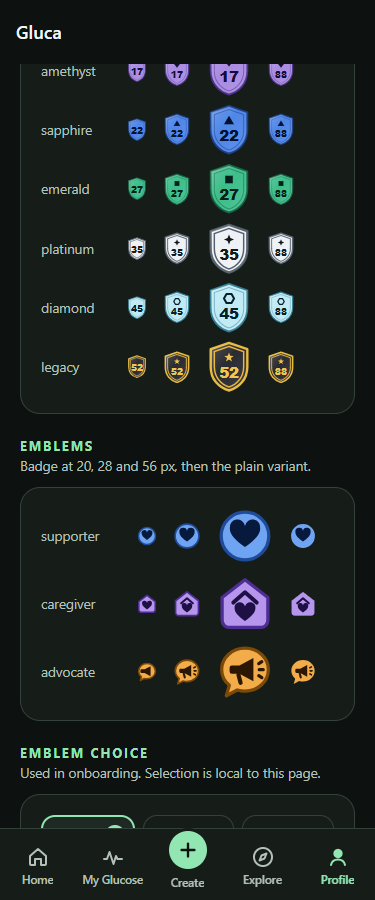 Gluca
amethyst 17 17 17 88
sapphire 22 22 22 88
emerald 27 27 27 88
platinum 35 35 35 88
diamond 45 45 45 88
legacy 52 52 52 88
EMBLEMS
Badge at 20, 28 and 56 px, then the plain variant.
supporter
caregiver
advocate
EMBLEM CHOICE
Used in onboarding. Selection is local to this page.
Home My Glucose Create Explore Profile